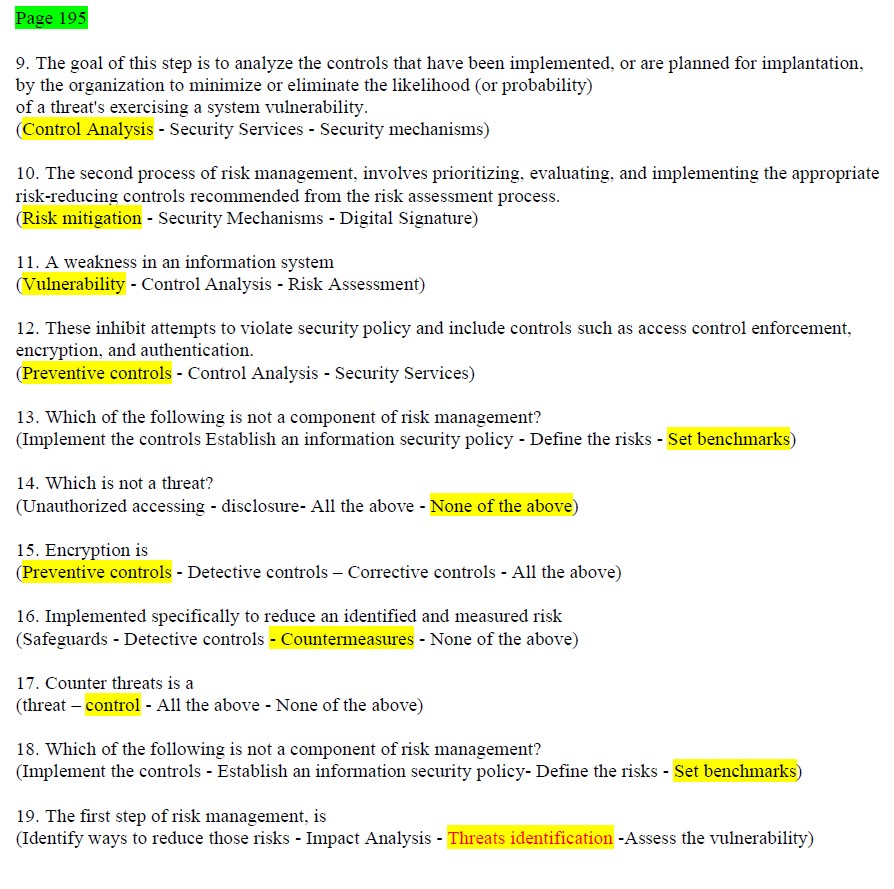 Page 195
9. The goal of this step is to analyze the controls that have been implemented, or are planned for implantation,
by the organization to minimize or eliminate the likelihood (or probability)
of a threat's exercising a system vulnerability.
(Control Analysis - Security Services - Security mechanisms)
10. The second process of risk management, involves prioritizing, evaluating, and implementing the appropriate
risk-reducing controls recommended from the risk assessment process.
(Risk mitigation - Security Mechanisms - Digital Signature)
11. A weakness in an information system
(Vulnerability - Control Analysis - Risk Assessment)
12. These inhibit attempts to violate security policy and include controls such as access control enforcement,
encryption, and authentication.
(Preventive controls - Control Analysis - Security Services)
13. Which of the following is not a component of risk management?
(Implement the controls Establish an information security policy - Define the risks - Set benchmarks)
14. Which is not a threat?
(Unauthorized accessing - disclosure- All the above - None of the above)
15. Encryption is
(Preventive controls - Detective controls – Corrective controls - All the above)
16. Implemented specifically to reduce an identified and measured risk
(Safeguards - Detective controls - Countermeasures - None of the above)
17. Counter threats is a
(threat – control - All the above - None of the above)
18. Which of the following is not a component of risk management?
(Implement the controls - Establish an information security policy- Define the risks - Set benchmarks)
19. The first step of risk management, is
(Identify ways to reduce those risks - Impact Analysis - Threats identification -Assess the vulnerability)